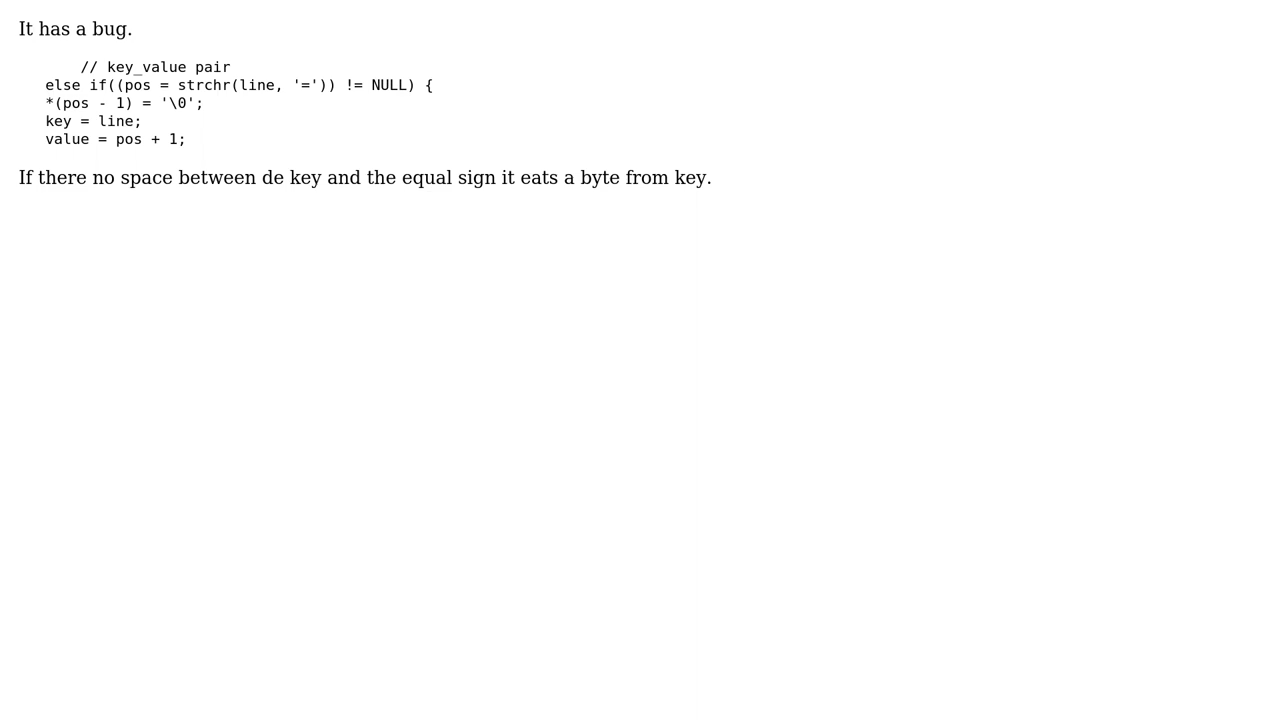 It has a bug.
// key_value pair
else if((pos = strchr(line, '=')) != NULL) {
*(pos - 1) = '\0';
key = line;
value = pos + 1;
If there no space between de key and the equal sign it eats a byte from key.